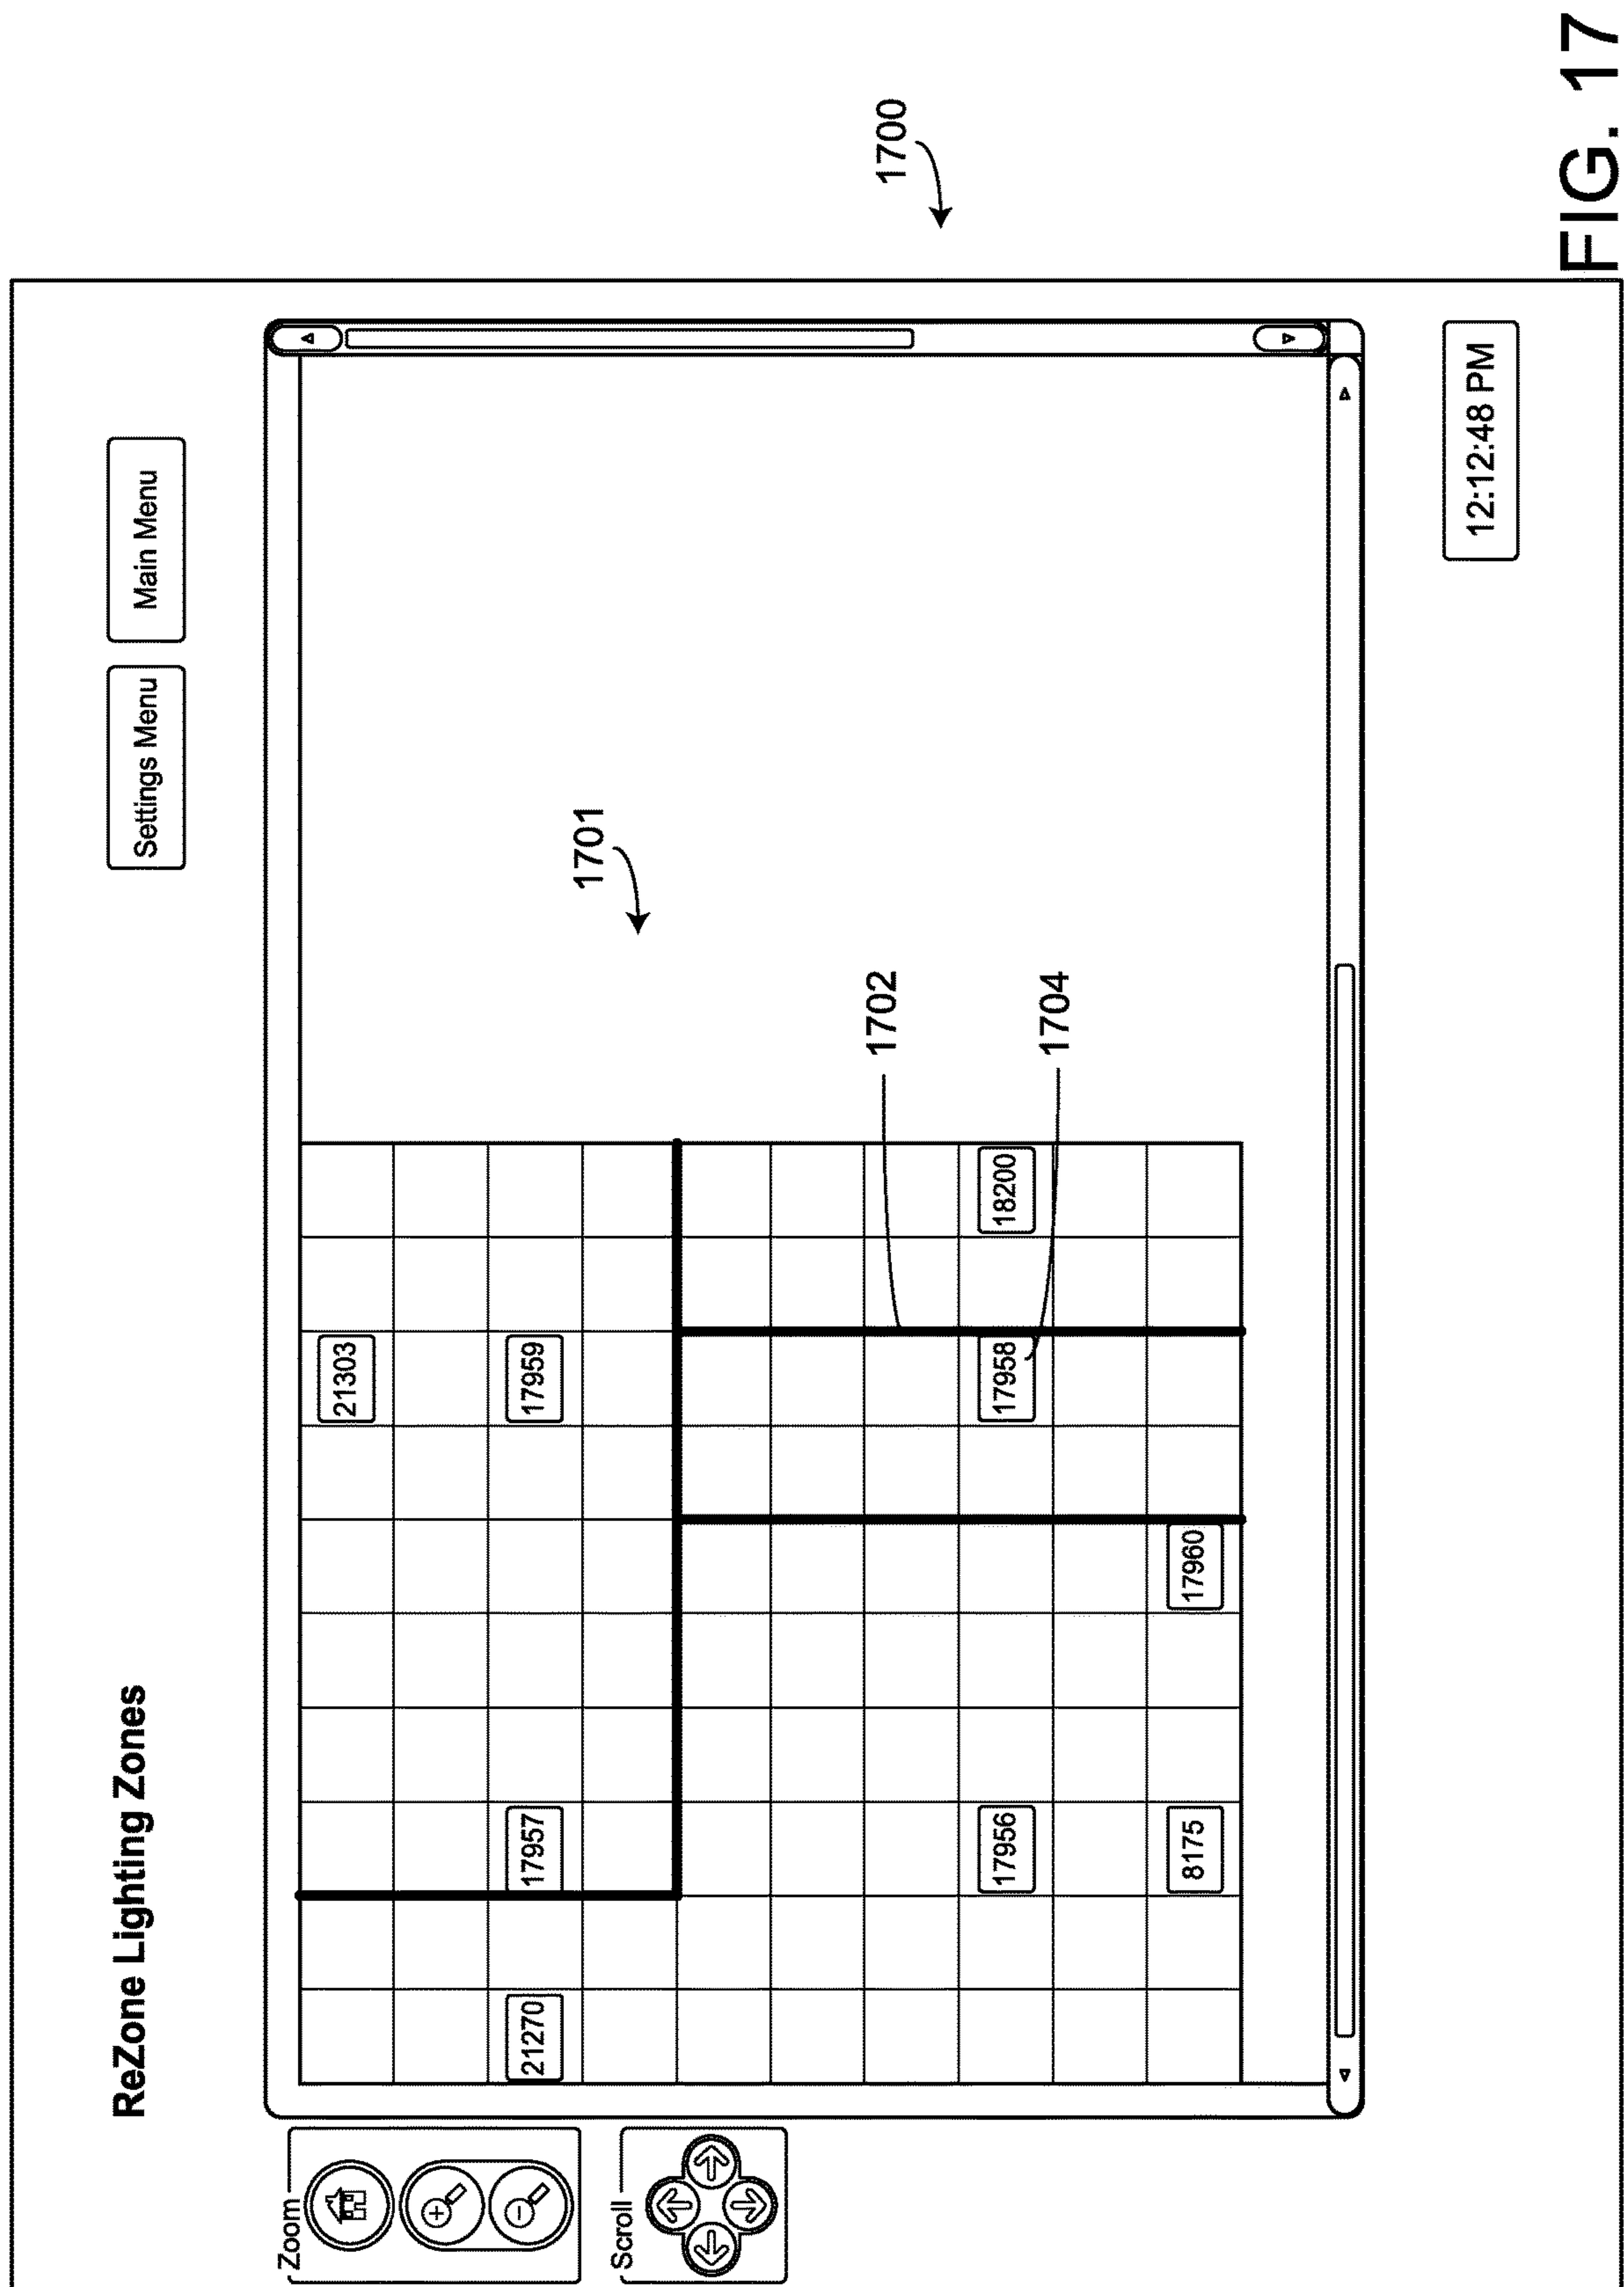 ReZone Lighting Zones
Settings Menu
Main Menu
Zoom
Scroll
21303
21270
17957
17959
1701
1702
17956
17958
18200
1704
8175
17960
12:12:48 PM
1700
FIG. 17